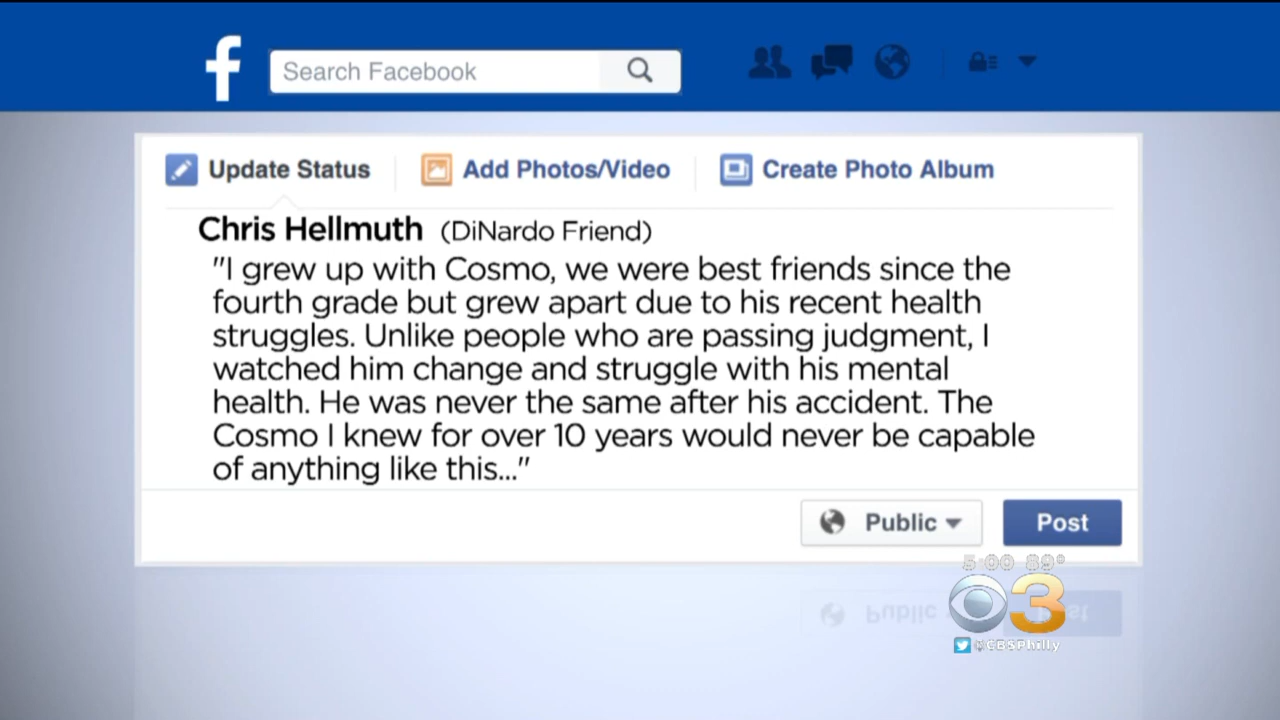 f
Search Facebook
Update Status
Add Photos/Video
Create Photo Album
Chris Hellmuth (DiNardo Friend)
"I grew up with Cosmo, we were best friends since the
fourth grade but grew apart due to his recent health
struggles. Unlike people who are passing judgment, I
watched him change and struggle with his mental
health. He was never the same after his accident. The
Cosmo I knew for over 10 years would never be capable
of anything like this..."
Public
Post
5:00 89°
3
@CBSPhilly